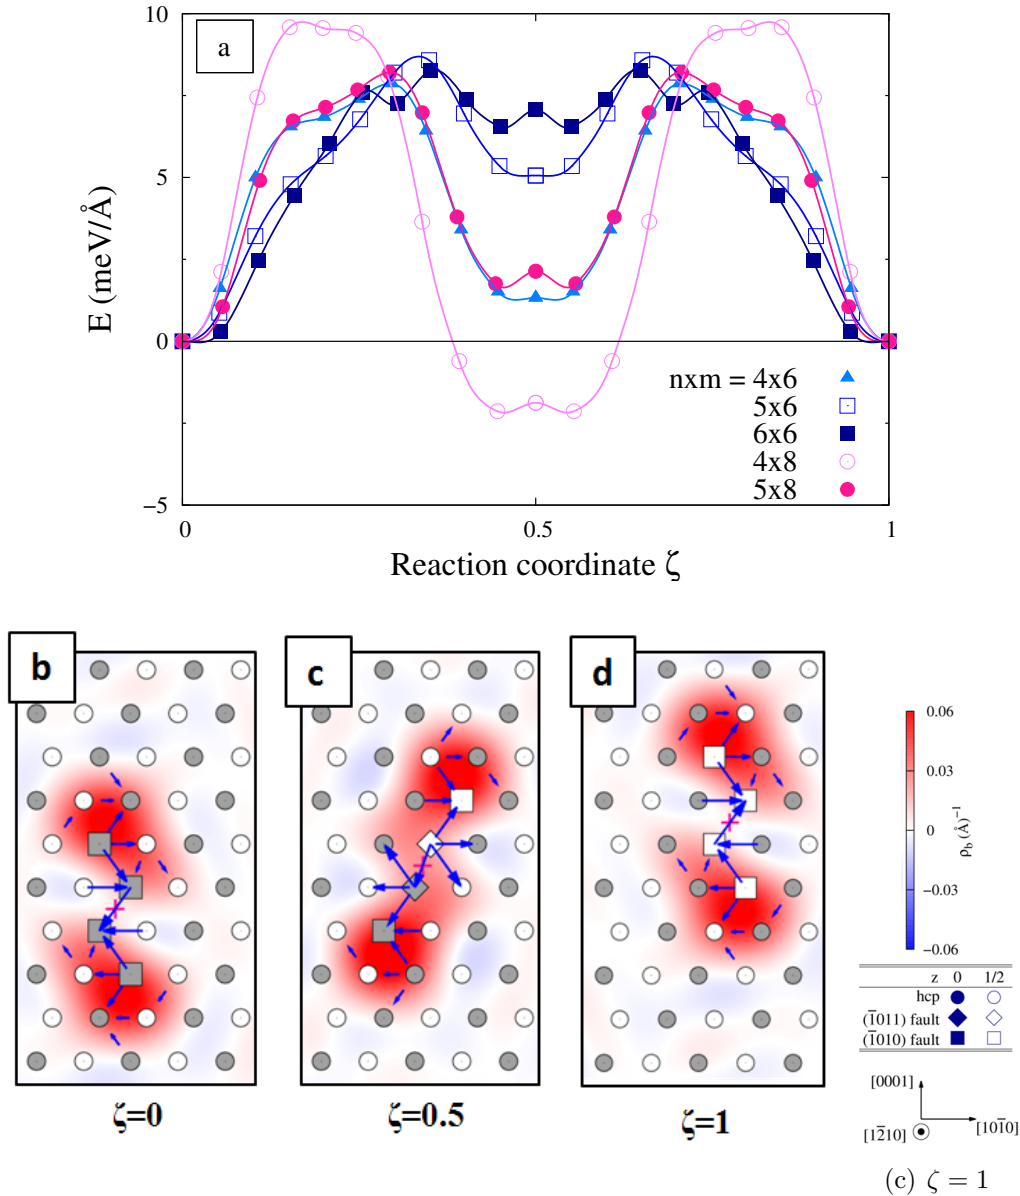 a
10
5
0
−5
E (meV/Å)
nxm = 4x6
5x6
6x6
4x8
5x8
0
0.5
1
Reaction coordinate ζ
b
c
d
0.06
0.03
0
−0.03
−0.06
ρb (Å)⁻¹
z 0 1/2
hcp
(1̅011) fault
(1̅010) fault
[0001]
[12̅10]
[101̅0]
ζ=0
ζ=0.5
ζ=1
(c) ζ = 1